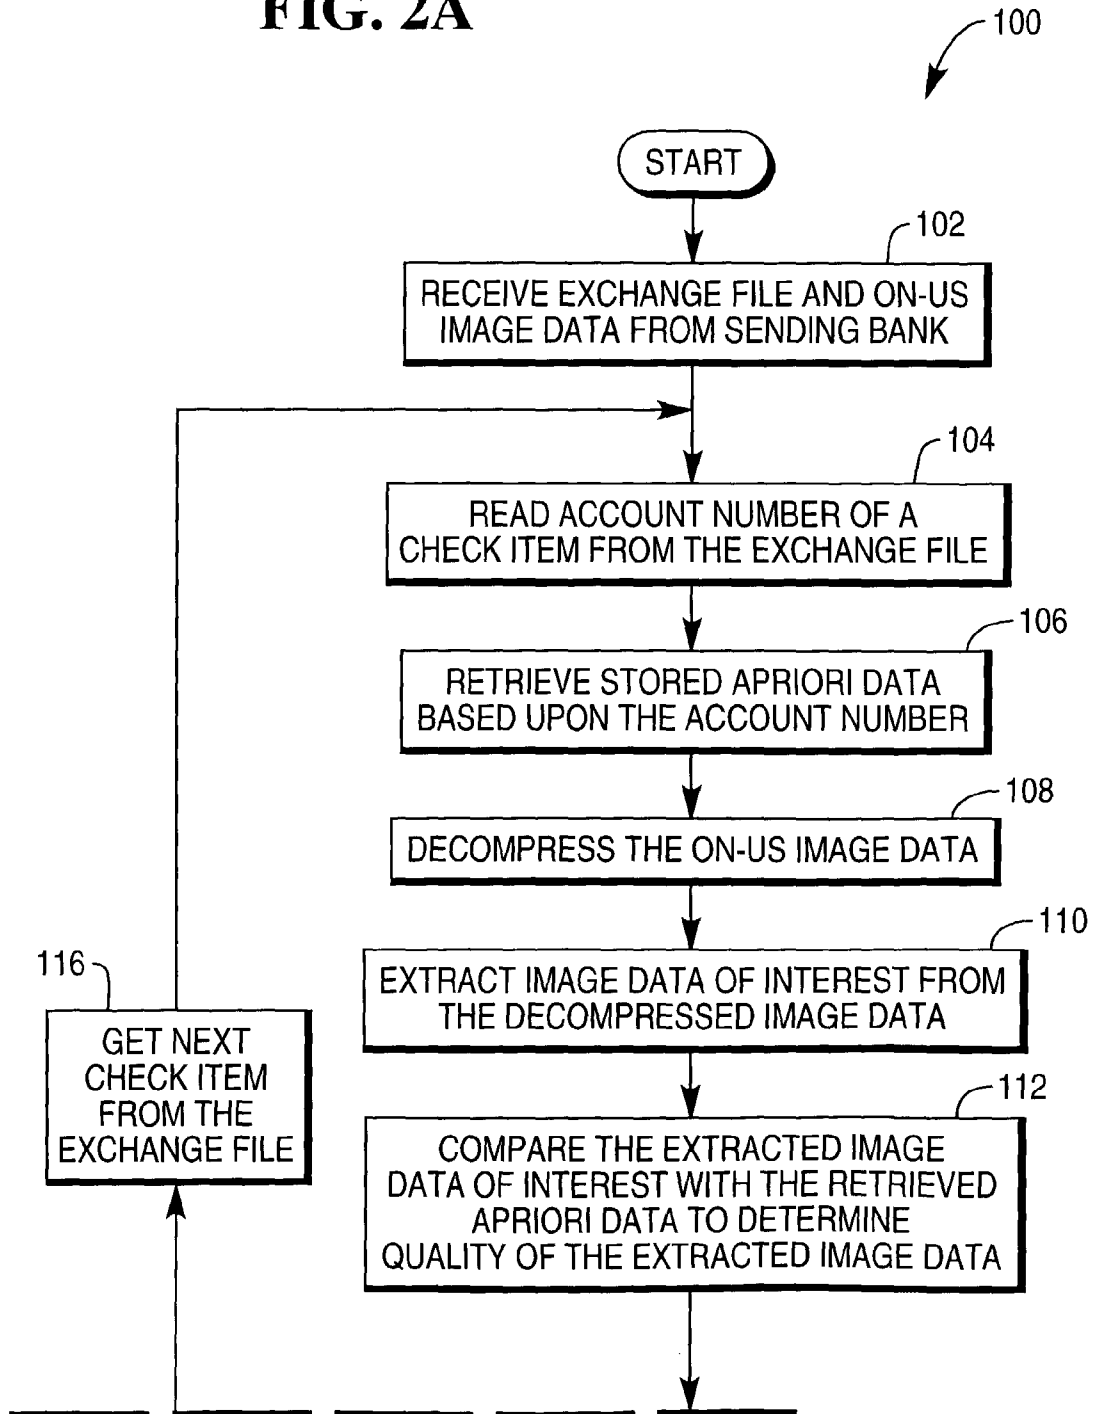 FIG. 2A
100
START
102
RECEIVE EXCHANGE FILE AND ON-US
IMAGE DATA FROM SENDING BANK
104
READ ACCOUNT NUMBER OF A
CHECK ITEM FROM THE EXCHANGE FILE
106
RETRIEVE STORED APRIORI DATA
BASED UPON THE ACCOUNT NUMBER
108
DECOMPRESS THE ON-US IMAGE DATA
110
EXTRACT IMAGE DATA OF INTEREST FROM
THE DECOMPRESSED IMAGE DATA
116
GET NEXT
CHECK ITEM
FROM THE
EXCHANGE FILE
112
COMPARE THE EXTRACTED IMAGE
DATA OF INTEREST WITH THE RETRIEVED
APRIORI DATA TO DETERMINE
QUALITY OF THE EXTRACTED IMAGE DATA